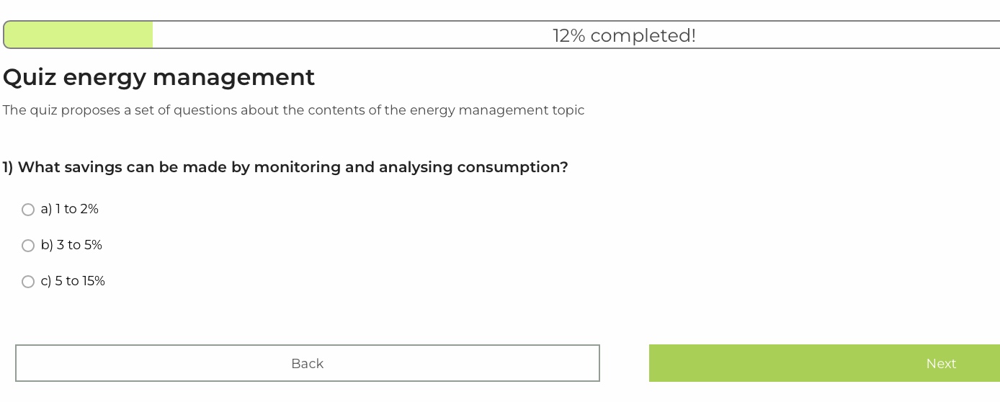 12% completed!
Quiz energy management
The quiz proposes a set of questions about the contents of the energy management topic
1) What savings can be made by monitoring and analysing consumption?
a) 1 to 2%
b) 3 to 5%
c) 5 to 15%
Back
Next